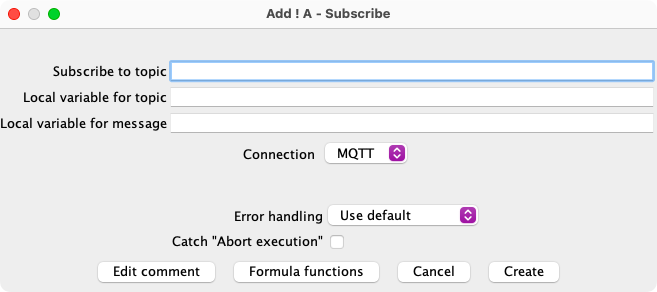 Add ! A - Subscribe
Subscribe to topic
Local variable for topic
Local variable for message
Connection MQTT
Error handling Use default
Catch "Abort execution"
Edit comment Formula functions Cancel Create